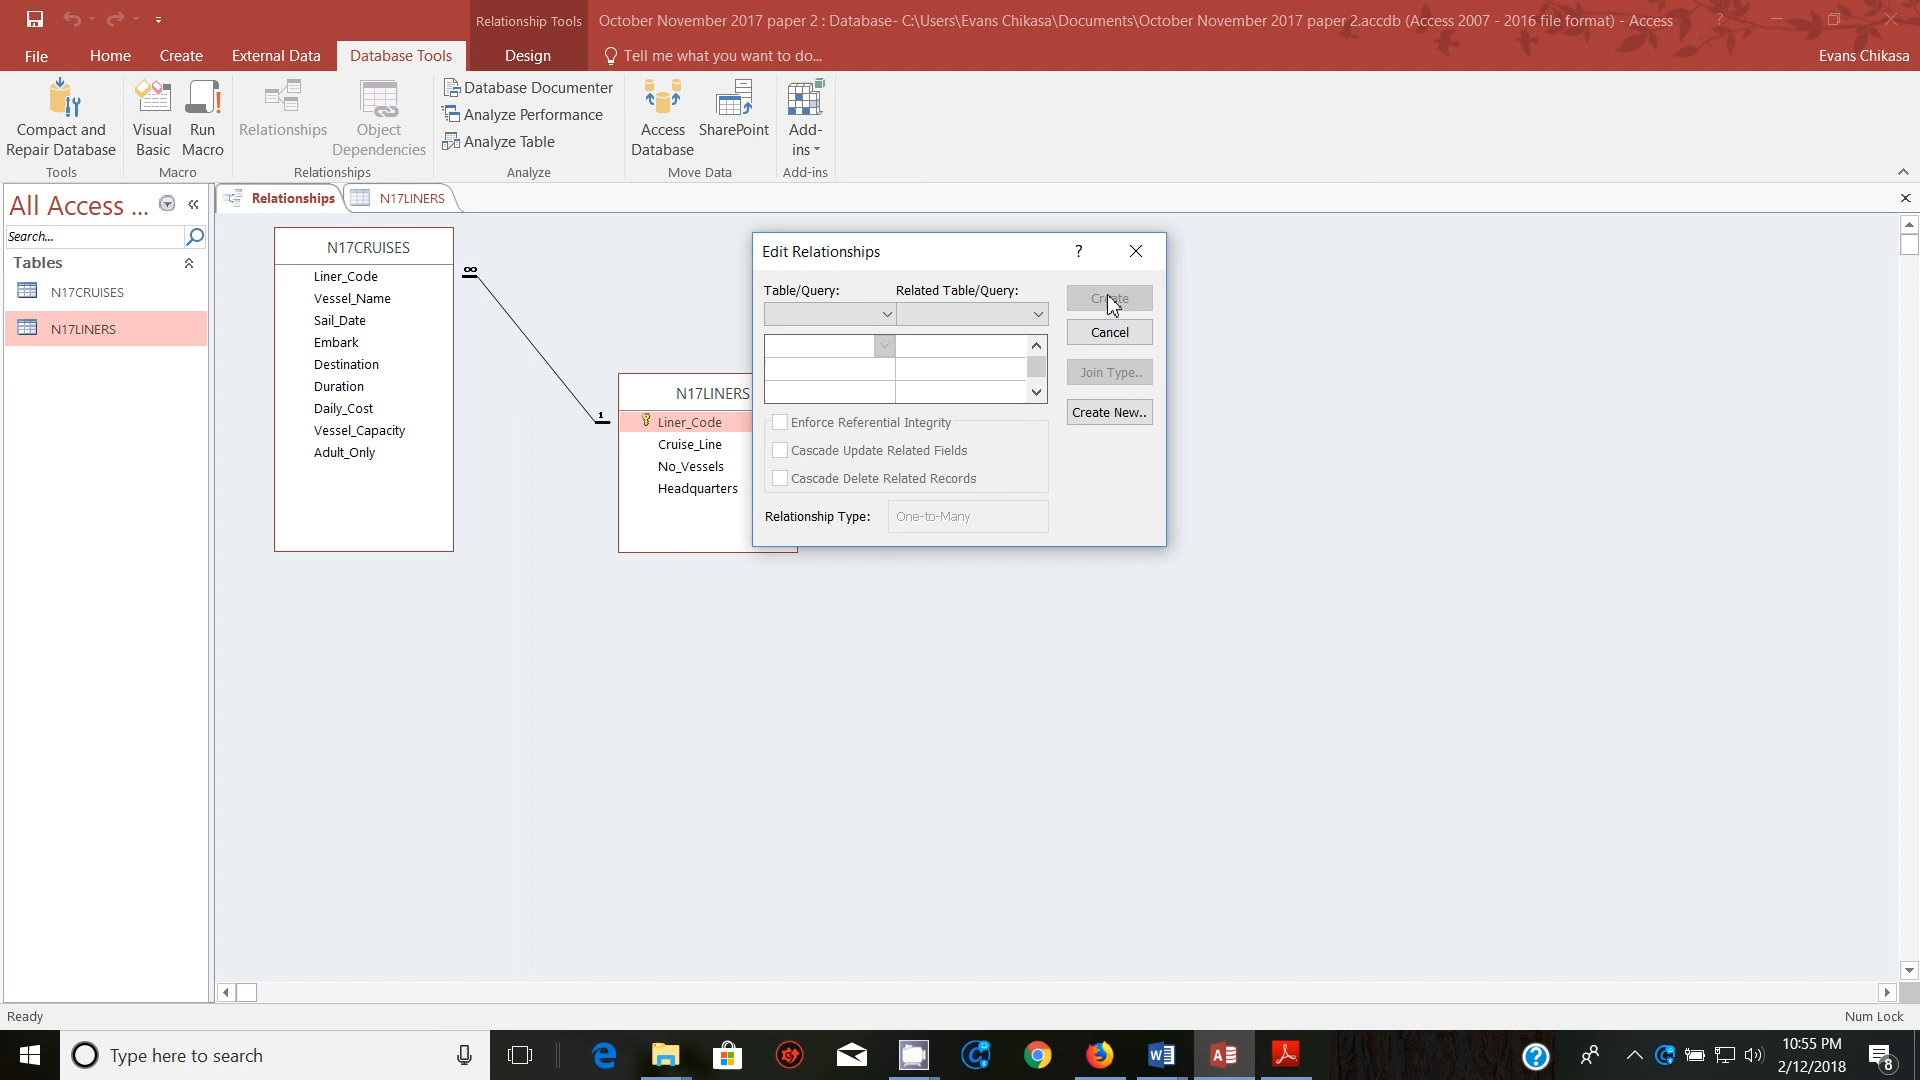 Relationship Tools
October November 2017 paper 2 : Database- C:\Users\Evans Chikasa\Documents\October November 2017 paper 2.accdb (Access 2007 - 2016 file format) - Access
?
File
Home
Create
External Data
Database Tools
Design
Tell me what you want to do...
Evans Chikasa
Compact and
Repair Database
Visual
Basic
Run
Macro
Relationships
Object
Dependencies
Database Documenter
Analyze Performance
Analyze Table
Access
Database
SharePoint
Add-
ins
Tools
Macro
Relationships
Analyze
Move Data
Add-ins
All Access ...
Search...
Tables
N17CRUISES
N17LINERS
Relationships
N17LINERS
N17CRUISES
Liner_Code
Vessel_Name
Sail_Date
Embark
Destination
Duration
Daily_Cost
Vessel_Capacity
Adult_Only
∞
1
N17LINERS
Liner_Code
Cruise_Line
No_Vessels
Headquarters
Edit Relationships
?
Table/Query:
Related Table/Query:
Create
Cancel
Join Type..
Create New..
Enforce Referential Integrity
Cascade Update Related Fields
Cascade Delete Related Records
Relationship Type:
One-to-Many
Ready
Num Lock
Type here to search
10:55 PM
2/12/2018
8